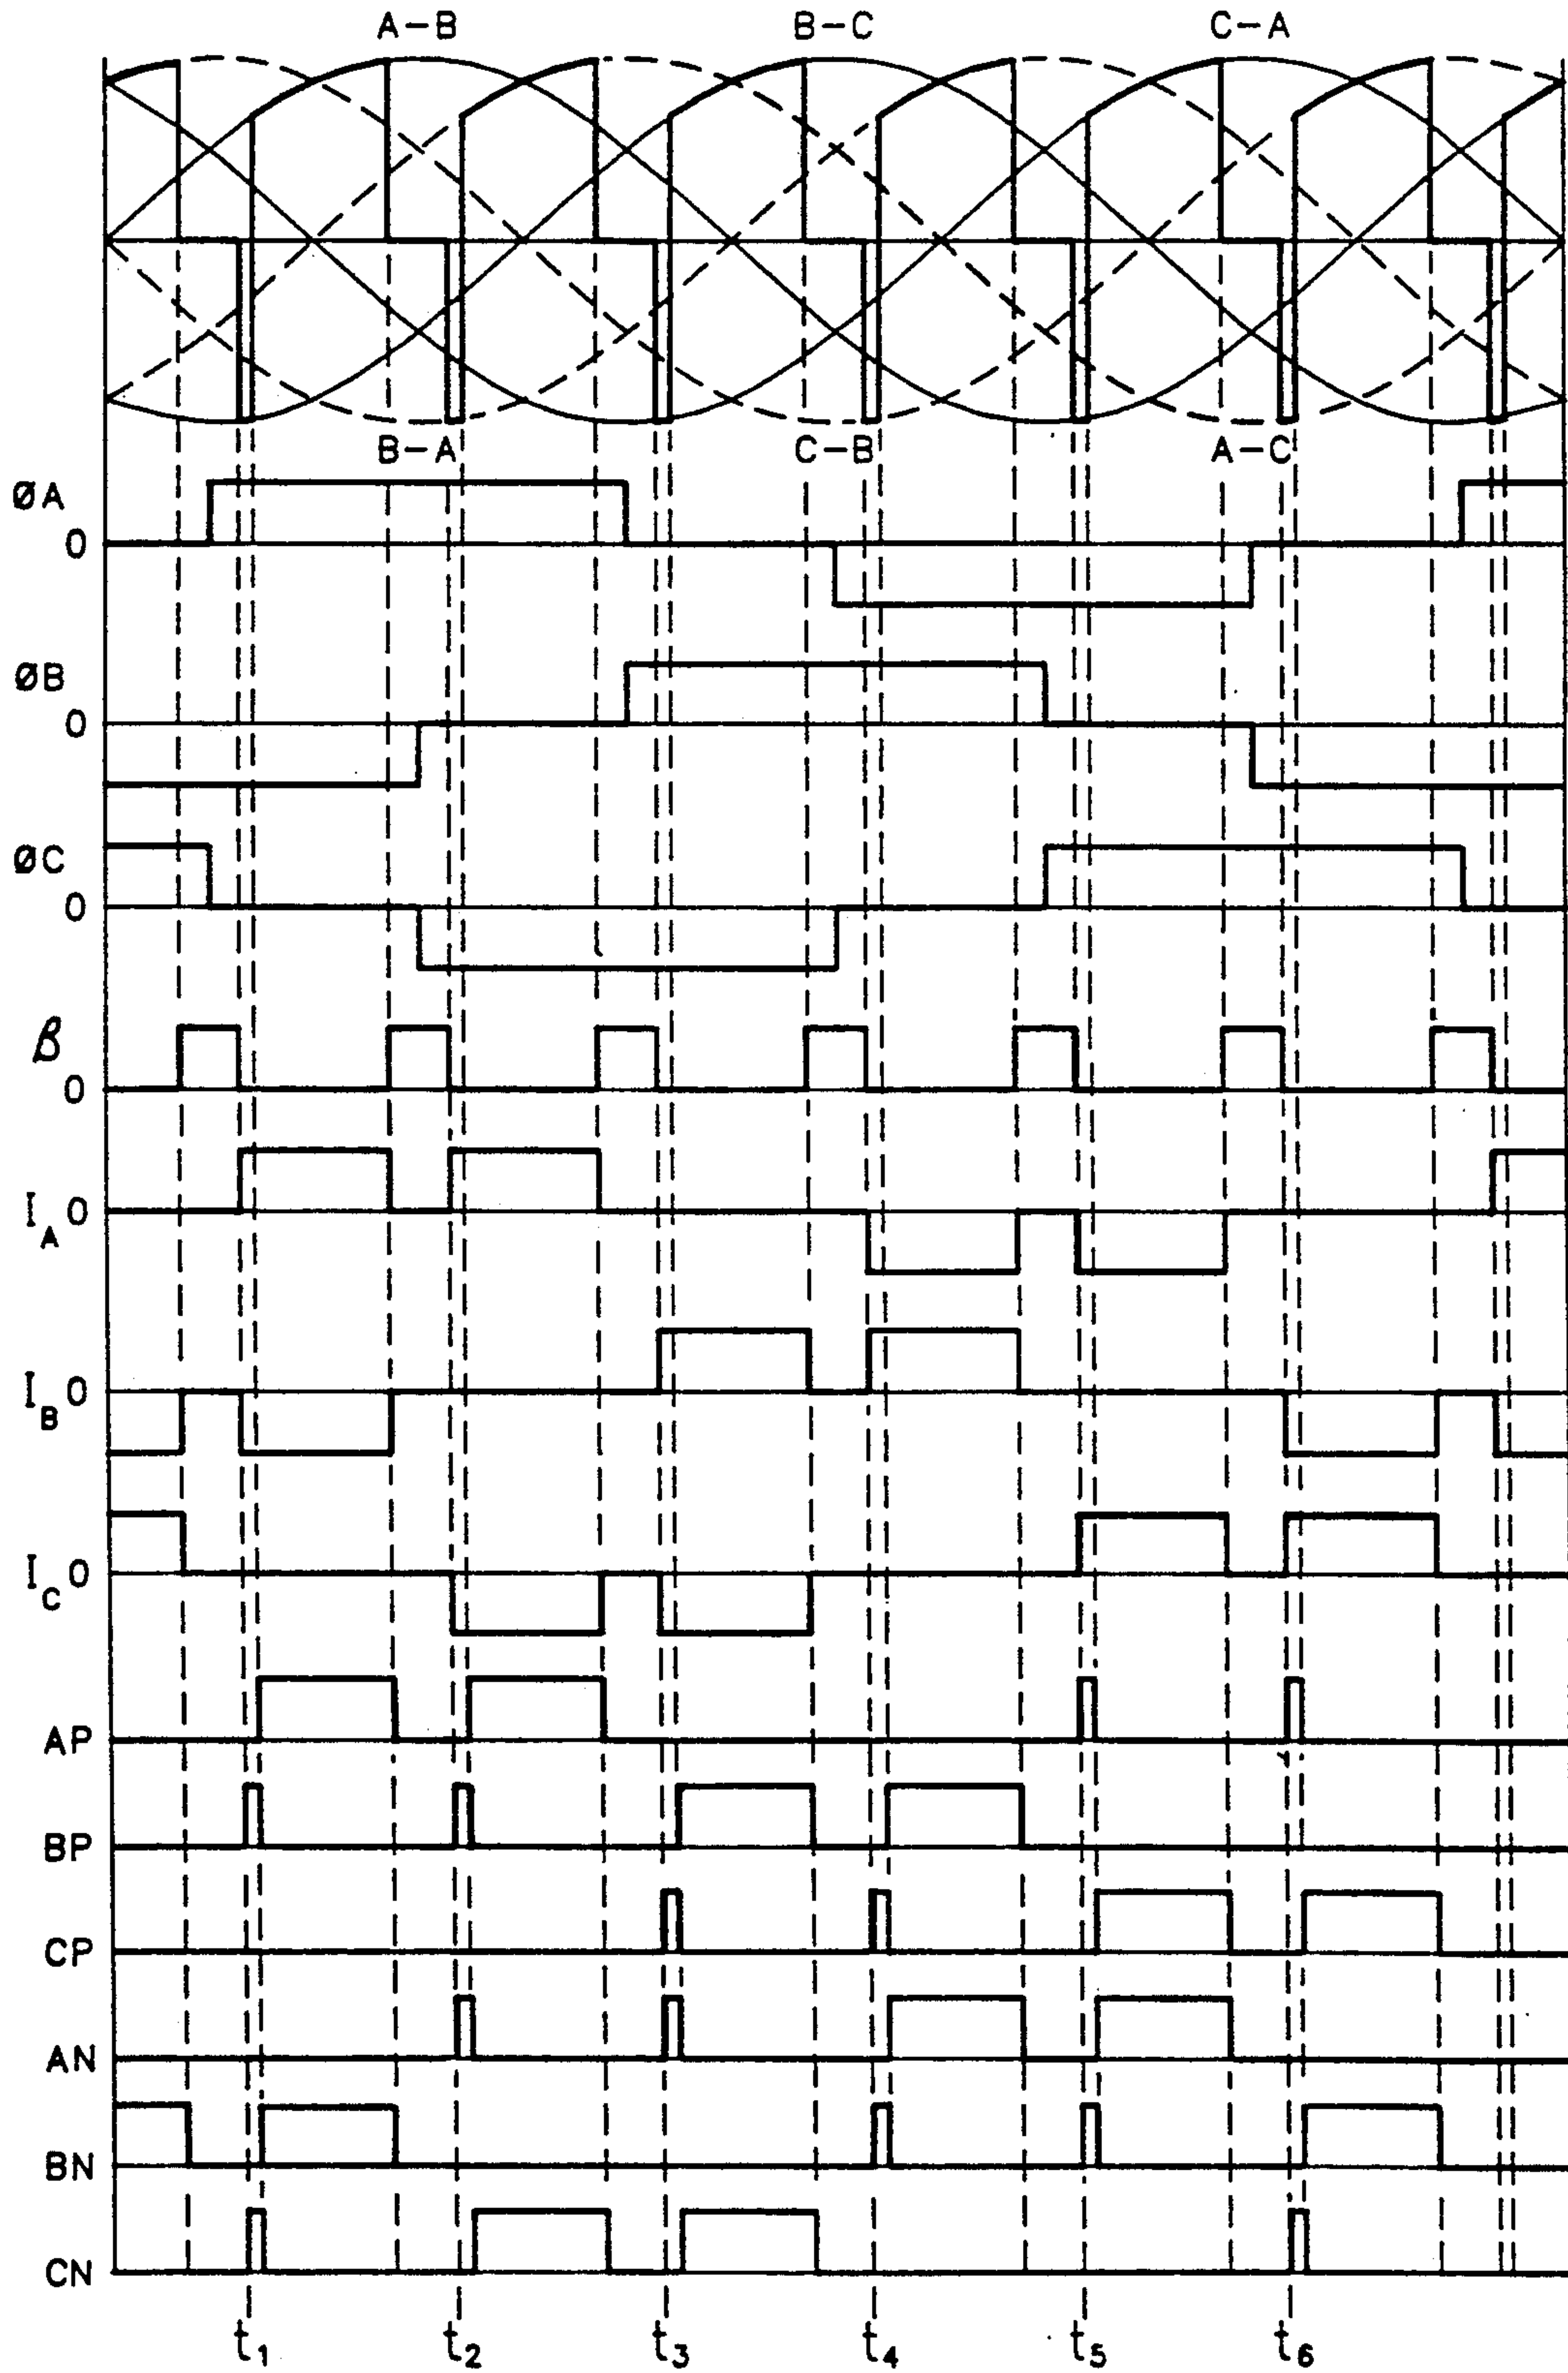 A-B B-C C-A
B-A C-B A-C
ØA
0
ØB
0
ØC
0
β
0
I_A 0
I_B 0
I_C 0
AP
BP
CP
AN
BN
CN
t₁ t₂ t₃ t₄ t₅ t₆